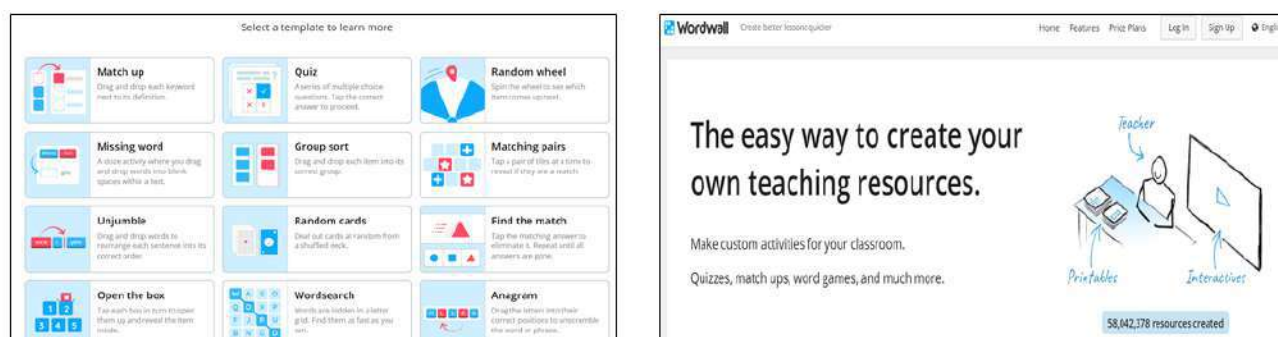 Select a template to learn more
Match up
Drag and drop each keyword
next to its definition.
Quiz
A series of multiple choice
questions. Tap the correct
answer to proceed.
Random wheel
Spin the wheel to see which
item comes up next.
Missing word
A cloze activity where you drag
and drop words into blank
spaces within a text.
Group sort
Drag and drop each item into its
correct group.
Matching pairs
Tap a pair of tiles at a time to
reveal if they are a match.
Unjumble
Drag and drop words to
rearrange each sentence into its
correct order.
Random cards
Deal out cards at random from
a shuffled deck.
Find the match
Tap the matching answer to
eliminate it. Repeat until all
answers are gone.
Open the box
Tap each box in turn to open
them up and reveal the item
inside.
1 2
3 4 5
Wordsearch
Words are hidden in a letter
grid. Find them as fast as you
can.
Anagram
Drag the letters into their
correct positions to unscramble
the word or phrase.
Wordwall Create better lessons quicker
Home Features Price Plans Log In Sign Up Engli
The easy way to create your
own teaching resources.
Make custom activities for your classroom.
Quizzes, match ups, word games, and much more.
Teacher
Printables
Interactives
58,042,178 resources created